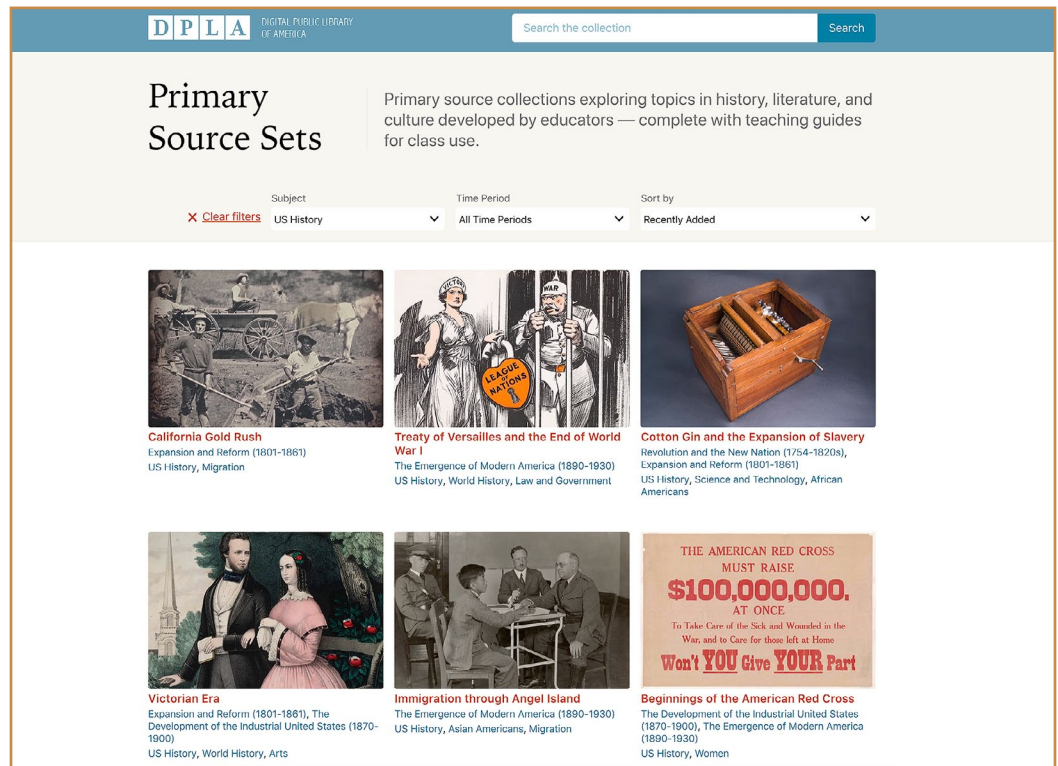 DPLA
DIGITAL PUBLIC LIBRARY
OF AMERICA
Search the collection
Search
Primary
Source Sets
Primary source collections exploring topics in history, literature, and
culture developed by educators — complete with teaching guides
for class use.
Subject
Time Period
Sort by
Clear filters
US History
All Time Periods
Recently Added
VICTORY
WAR
LEAGUE
OF
NATIONS
California Gold Rush
Expansion and Reform (1801-1861)
US History, Migration
Treaty of Versailles and the End of World
War I
The Emergence of Modern America (1890-1930)
US History, World History, Law and Government
Cotton Gin and the Expansion of Slavery
Revolution and the New Nation (1754-1820s),
Expansion and Reform (1801-1861)
US History, Science and Technology, African
Americans
THE AMERICAN RED CROSS
MUST RAISE
$100,000,000.
AT ONCE
To Take Care of the Sick and Wounded in the
War, and to Care for those left at Home
Won't YOU Give YOUR Part
Victorian Era
Expansion and Reform (1801-1861), The
Development of the Industrial United States (1870-
1900)
US History, World History, Arts
Immigration through Angel Island
The Emergence of Modern America (1890-1930)
US History, Asian Americans, Migration
Beginnings of the American Red Cross
The Development of the Industrial United States
(1870-1900), The Emergence of Modern America
(1890-1930)
US History, Women